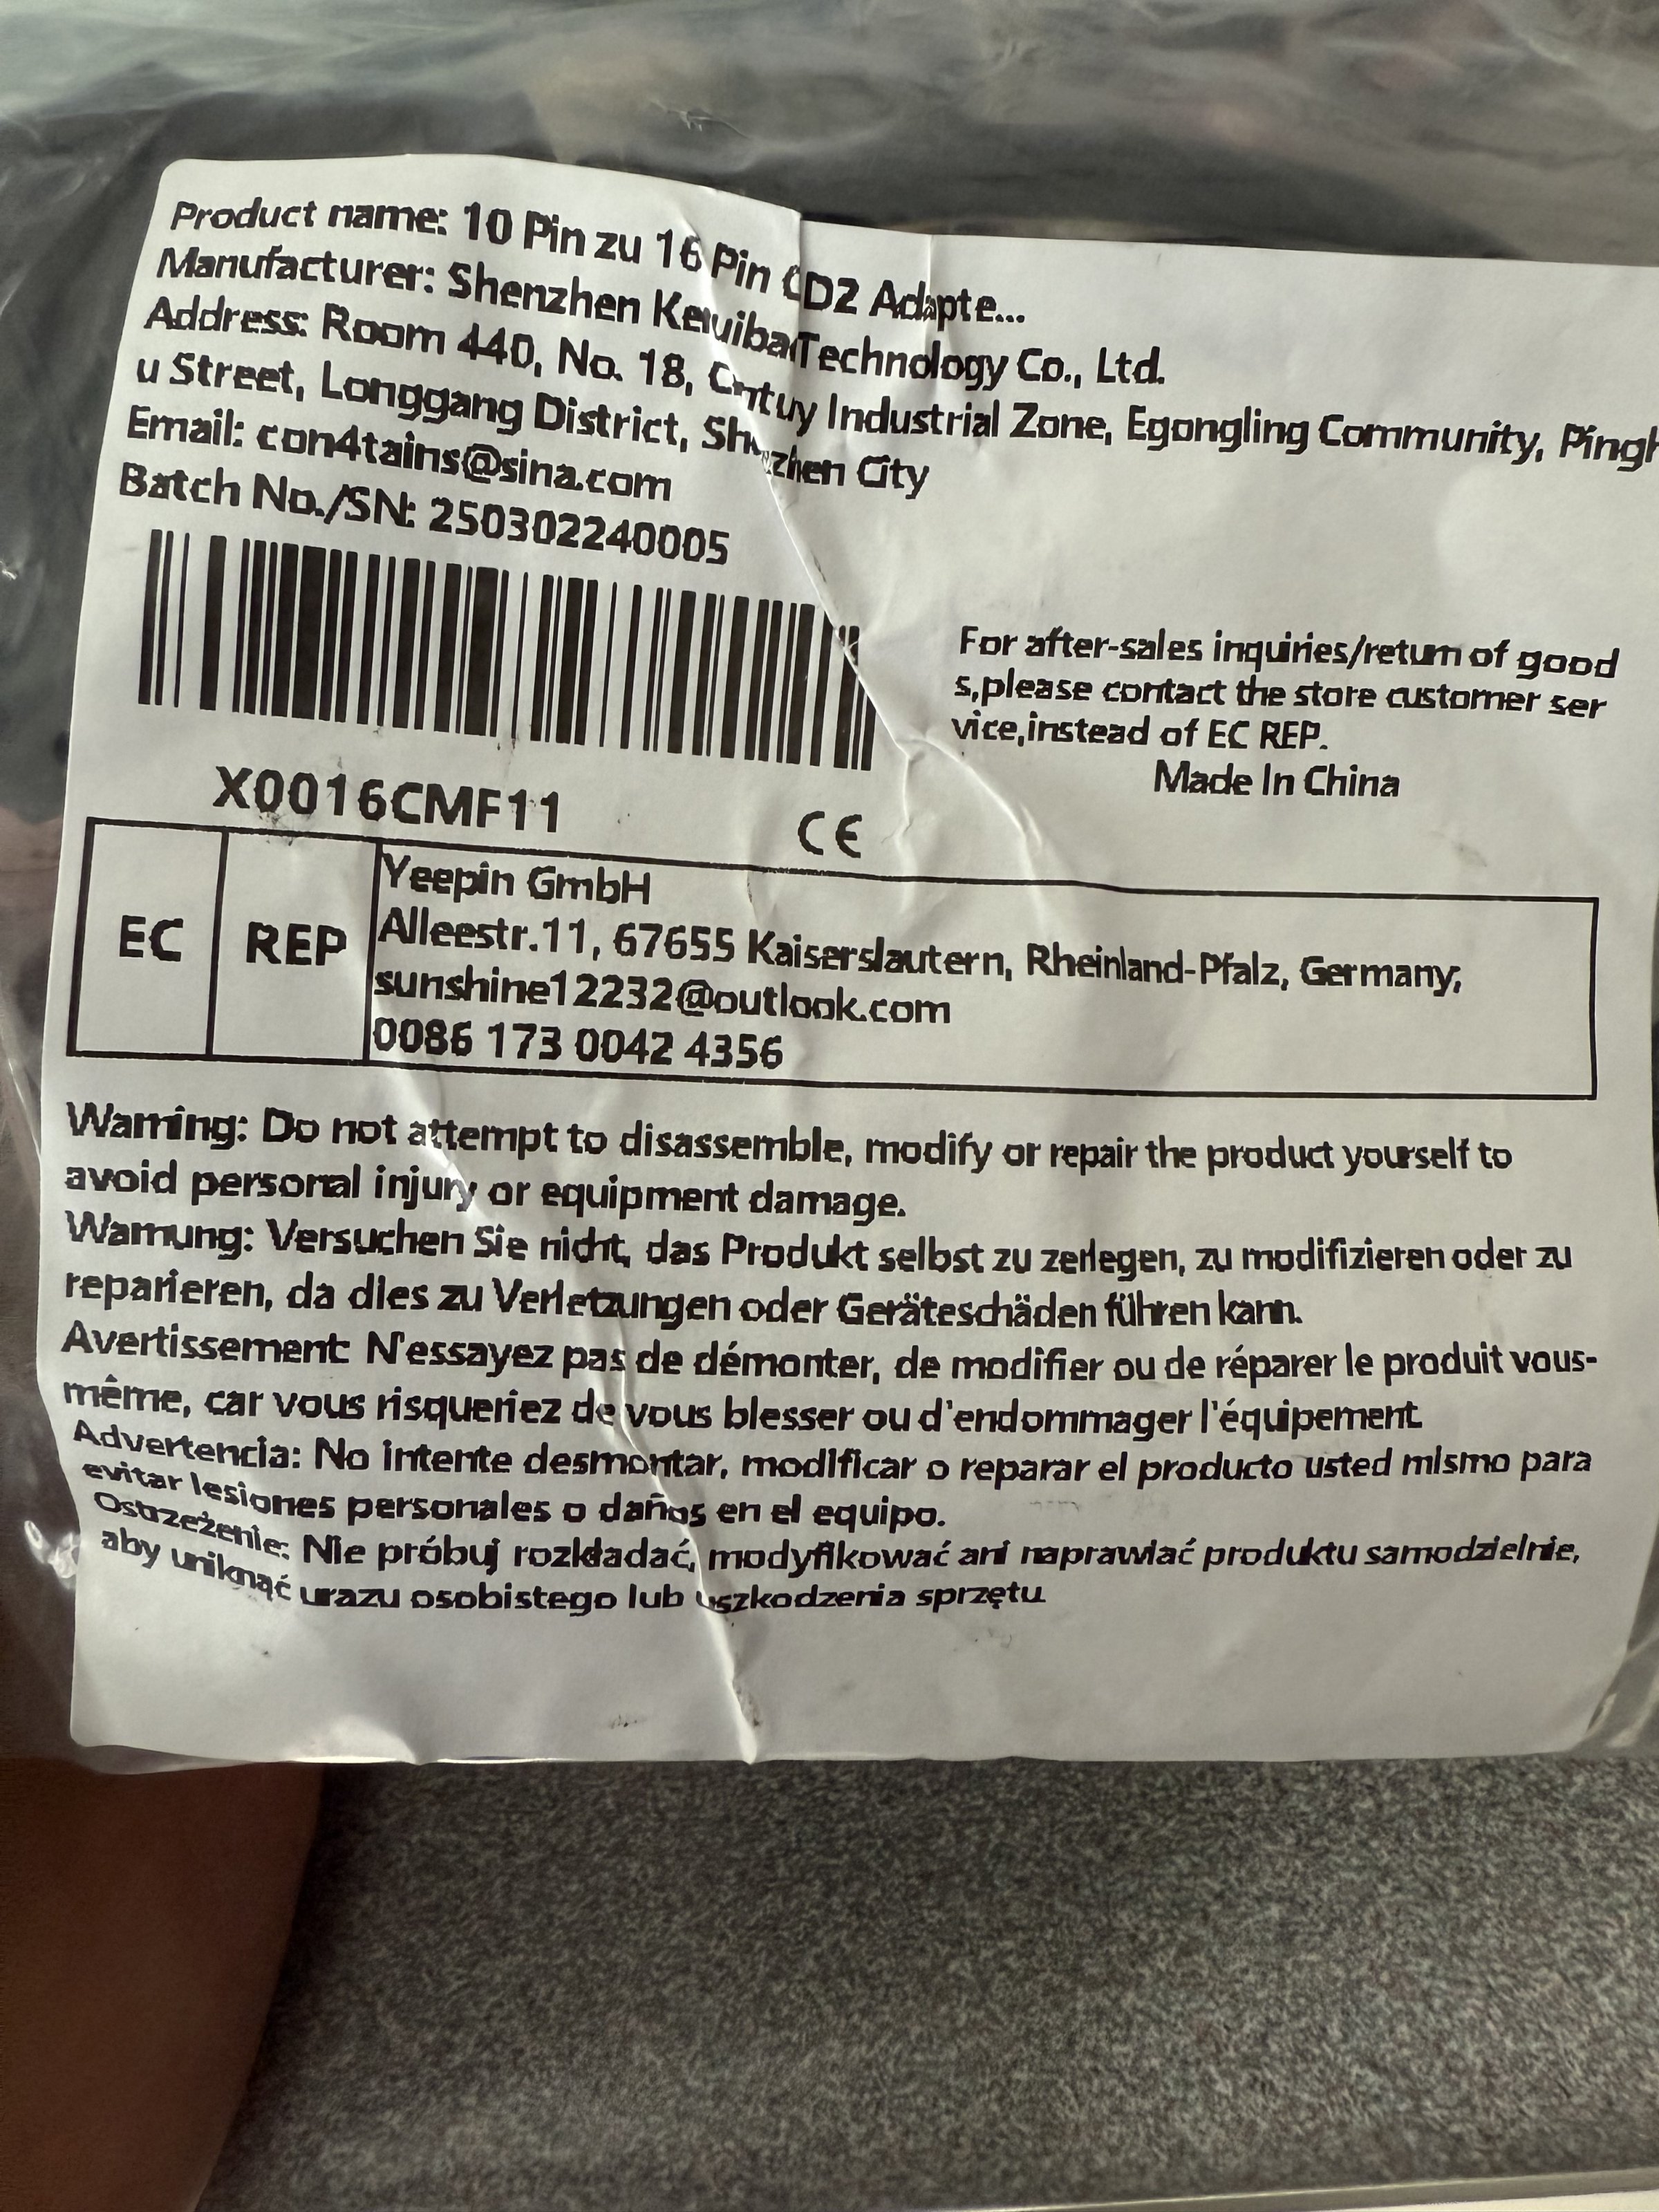 Product name: 10 Pin zu 16 Pin OBD2 Adapte...
Manufacturer: Shenzhen Technology Co., Ltd.
Address: Room 440, No. 18, Industrial Zone, Egongling Community, Pingh
u Street, Longgang District, Shenzhen City
Email: con4tains@sina.com
Batch No./SN: 250302240005
X0016CMF11
CE
For after-sales inquiries/return of good
s,please contact the store customer ser
vice,instead of EC REP.
Made In China
EC REP
Yeepin GmbH
Alleestr.11, 67655 Kaiserslautern, Rheinland-Pfalz, Germany,
sunshine12232@outlook.com
0086 173 0042 4356
Warning: Do not attempt to disassemble, modify or repair the product yourself to
avoid personal injury or equipment damage.
Warnung: Versuchen Sie nicht, das Produkt selbst zu zerlegen, zu modifizieren oder zu
reparieren, da dies zu Verletzungen oder Geräteschäden führen kann.
Avertissement: N'essayez pas de démonter, de modifier ou de réparer le produit vous-
même, car vous risqueriez de vous blesser ou d'endommager l'équipement
Advertencia: No intente desmontar, modificar o reparar el producto usted mismo para
evitar lesiones personales o daños en el equipo.
Ostrzeżenie: Nie próbuj rozkładać, modyfikować ani naprawiać produktu samodzielnie,
aby uniknąć urazu osobistego lub uszkodzenia sprzętu.